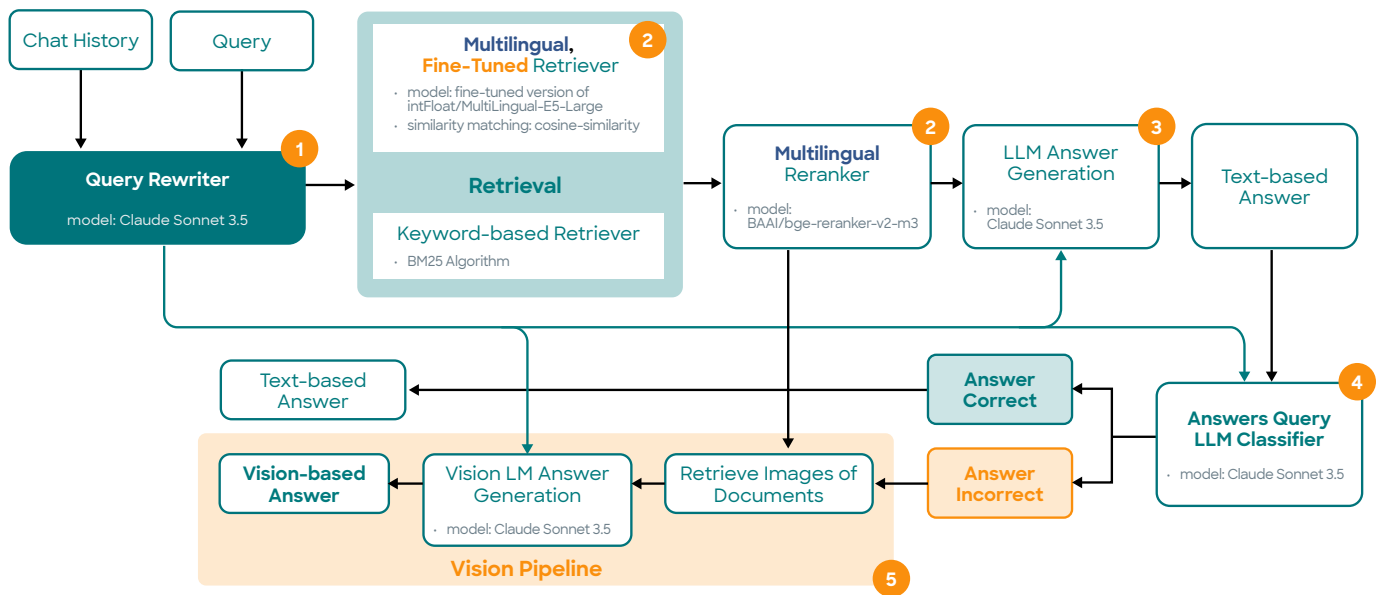 Chat History
Query
1
Query Rewriter
model: Claude Sonnet 3.5
2
Multilingual,
Fine-Tuned Retriever
· model: fine-tuned version of
intFloat/MultiLingual-E5-Large
· similarity matching: cosine-similarity
Retrieval
Keyword-based Retriever
· BM25 Algorithm
2
Multilingual
Reranker
· model:
BAAI/bge-reranker-v2-m3
3
LLM Answer
Generation
· model:
Claude Sonnet 3.5
Text-based
Answer
4
Answers Query
LLM Classifier
· model: Claude Sonnet 3.5
Answer
Correct
Text-based
Answer
Answer
Incorrect
Retrieve Images of
Documents
Vision LM Answer
Generation
· model: Claude Sonnet 3.5
Vision-based
Answer
Vision Pipeline
5